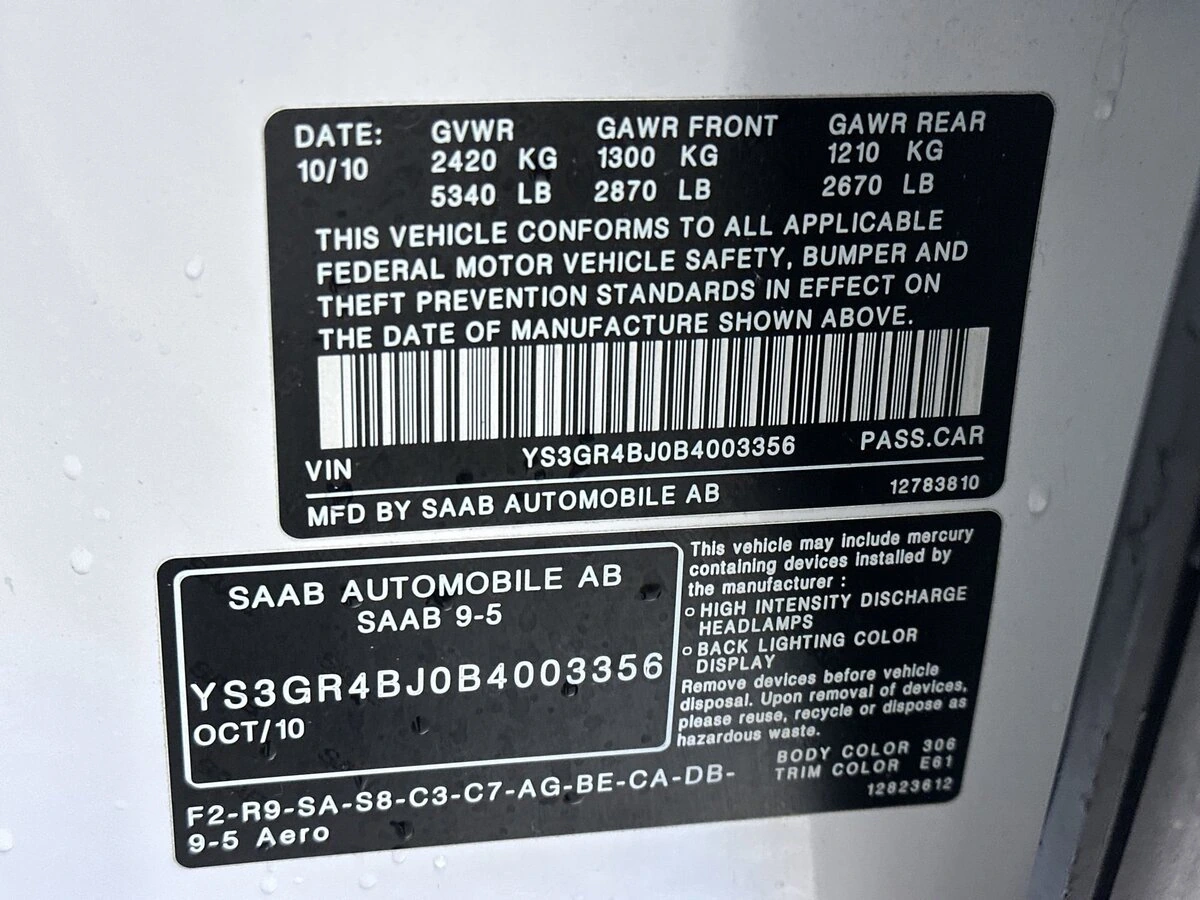 DATE: GVWR GAWR FRONT GAWR REAR
10/10 2420 KG 1300 KG 1210 KG
5340 LB 2870 LB 2670 LB
THIS VEHICLE CONFORMS TO ALL APPLICABLE
FEDERAL MOTOR VEHICLE SAFETY, BUMPER AND
THEFT PREVENTION STANDARDS IN EFFECT ON
THE DATE OF MANUFACTURE SHOWN ABOVE.
VIN YS3GR4BJ0B4003356 PASS.CAR
MFD BY SAAB AUTOMOBILE AB 12783810
SAAB AUTOMOBILE AB
SAAB 9-5
YS3GR4BJ0B4003356
OCT/10
F2-R9-SA-S8-C3-C7-AG-BE-CA-DB-
9-5 Aero
This vehicle may include mercury
containing devices installed by
the manufacturer :
o HIGH INTENSITY DISCHARGE
HEADLAMPS
o BACK LIGHTING COLOR
DISPLAY
Remove devices before vehicle
disposal. Upon removal of devices,
please reuse, recycle or dispose as
hazardous waste.
BODY COLOR 306
TRIM COLOR E61
12823612